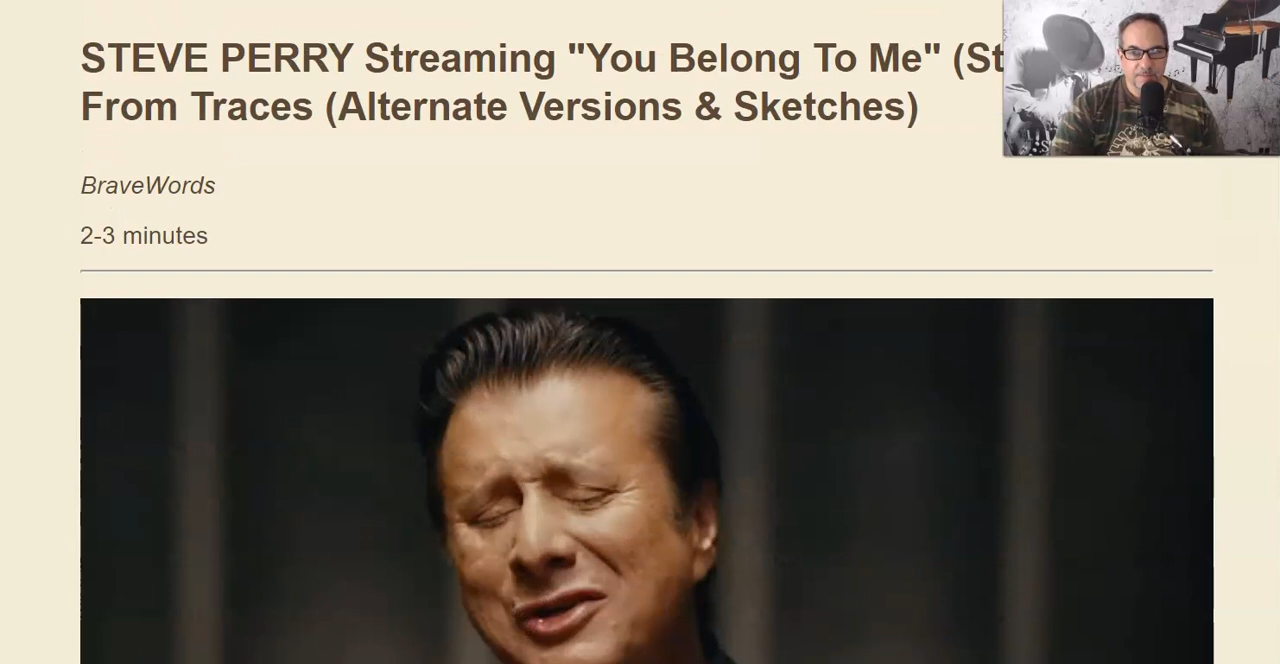 STEVE PERRY Streaming "You Belong To Me" (St
From Traces (Alternate Versions & Sketches)
BraveWords
2-3 minutes